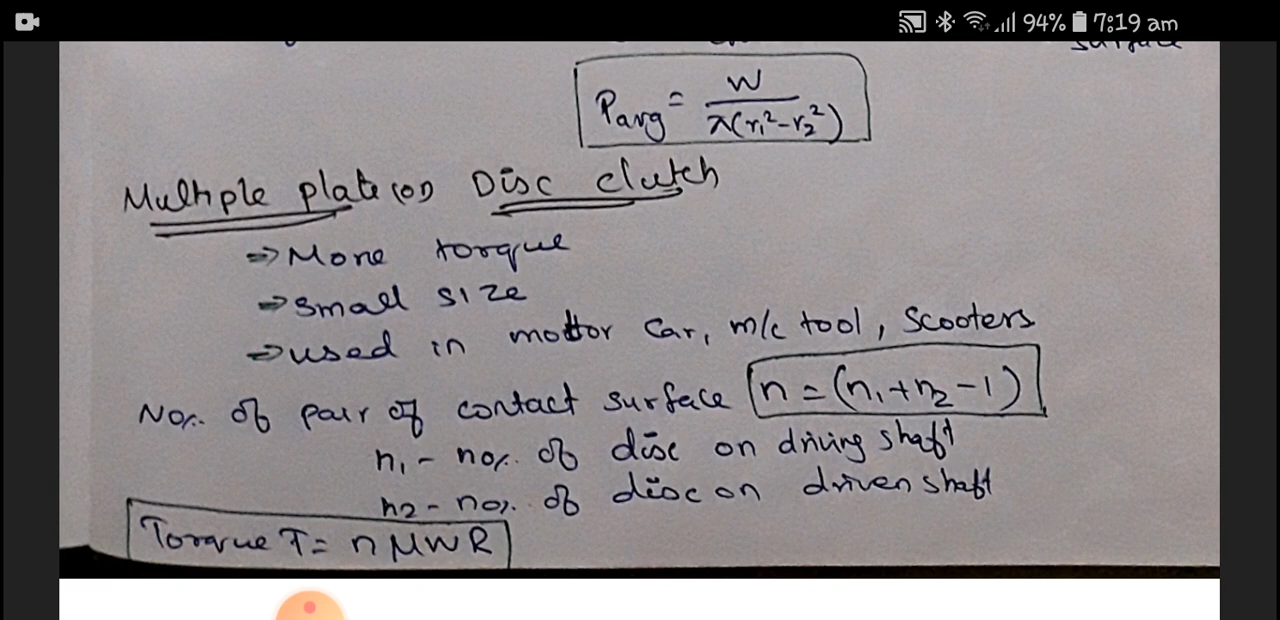 94% 7:19 am
surface
Pavg = W / π(r₁² - r₂²)
Multiple plate (or) Disc clutch
⇒ More torque
⇒ small size
⇒ used in mottor car, m/c tool, scooters
No/. of pair of contact surface n = (n₁ + n₂ - 1)
n₁ - no/. of disc on driving shaft
n2 - no/. of disc on driven shaft
Torque T = n μ W R